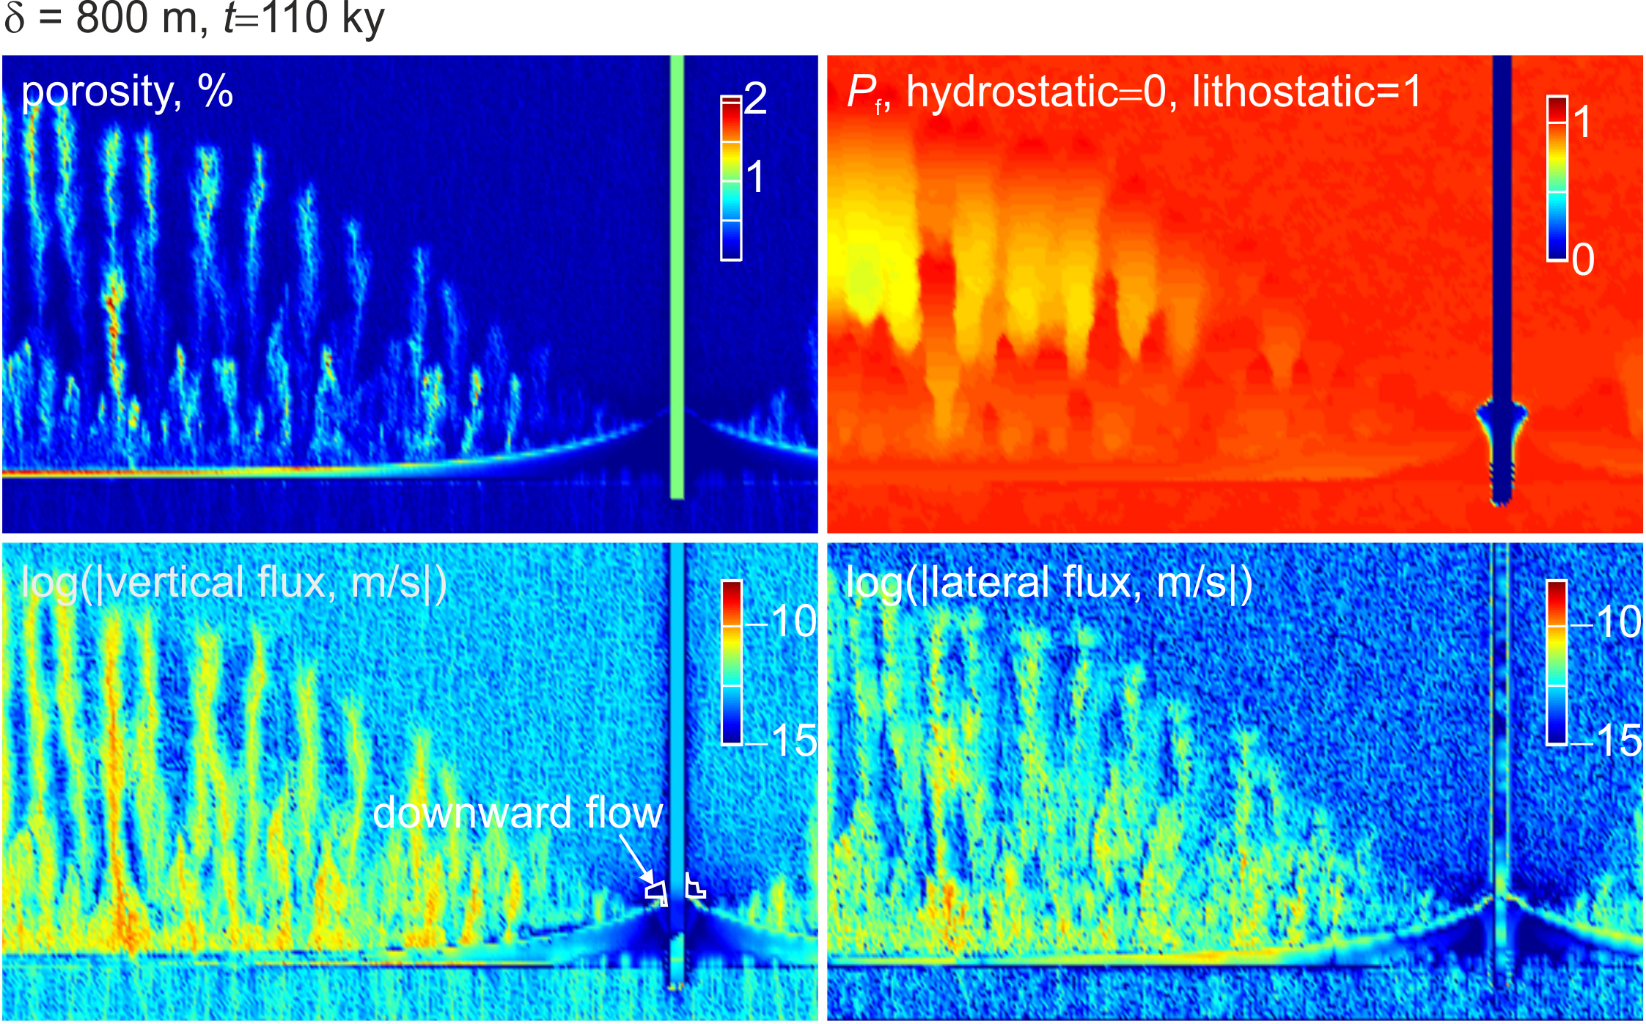 δ = 800 m, t=110 ky
porosity, %
2
1
Pf, hydrostatic=0, lithostatic=1
1
0
log(|vertical flux, m/s|)
–10
–15
downward flow
log(|lateral flux, m/s|)
–10
–15